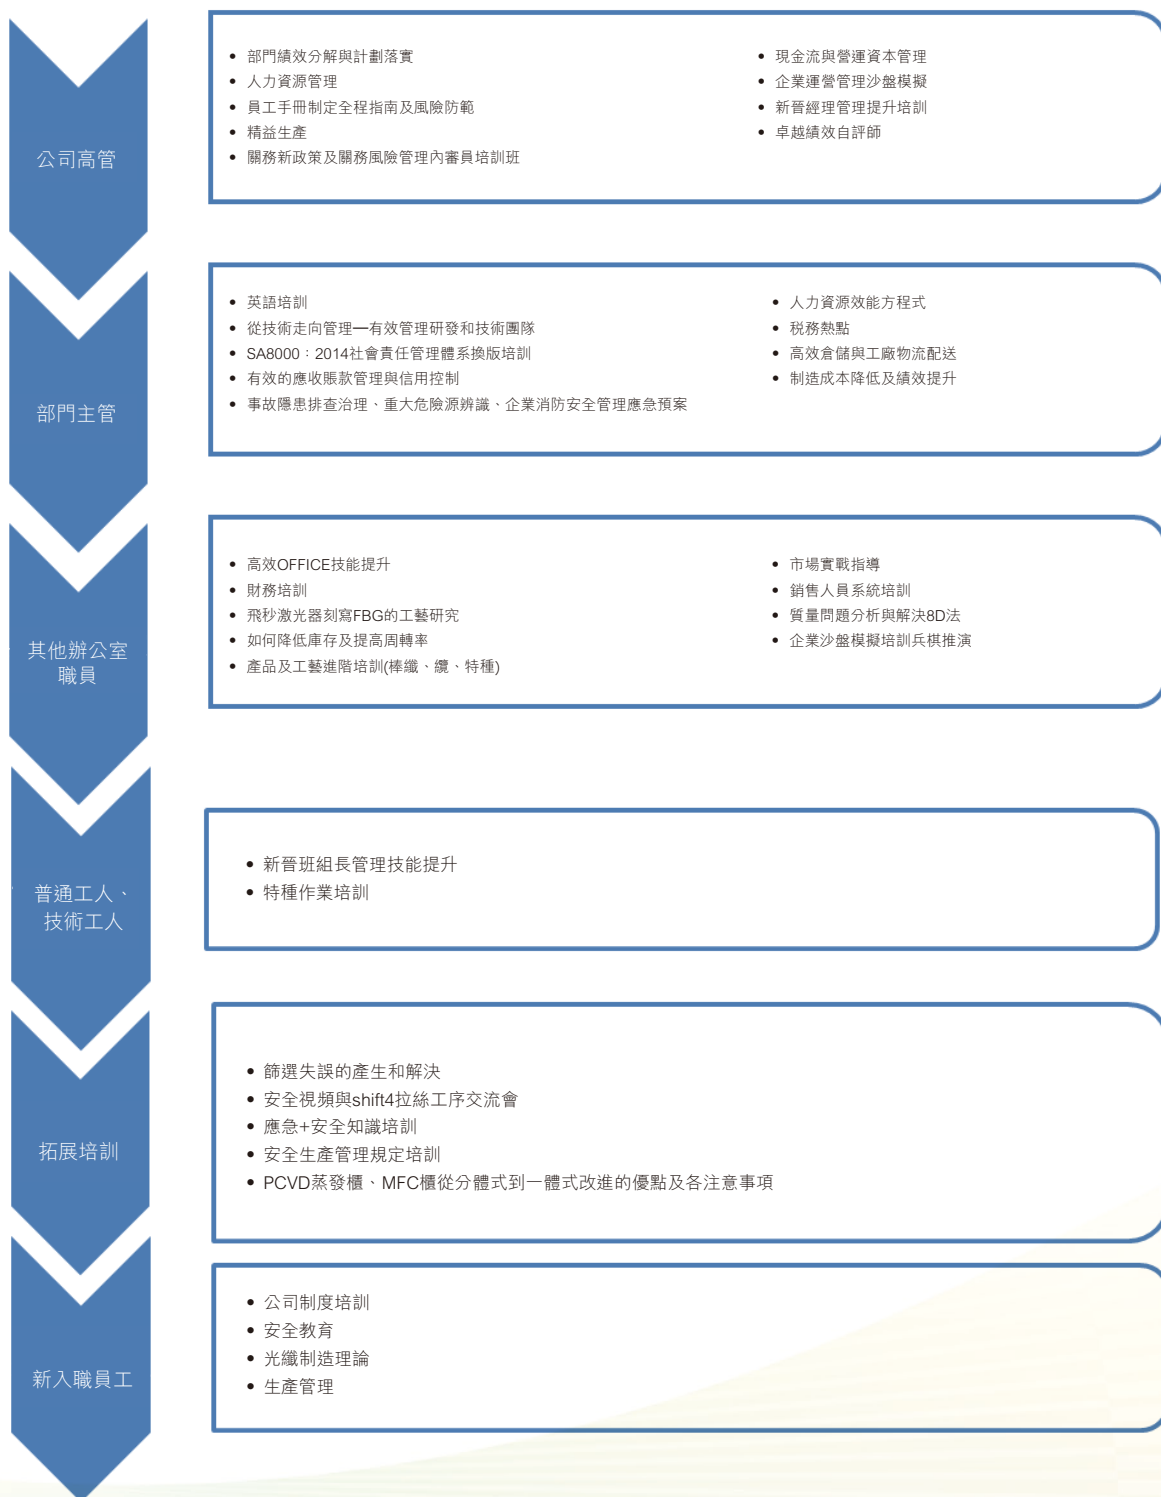 公司高管
• 部門績效分解與計劃落實
• 人力資源管理
• 員工手冊制定全程指南及風險防範
• 精益生產
• 關務新政策及關務風險管理內審員培訓班
• 現金流與營運資本管理
• 企業運營管理沙盤模擬
• 新晉經理管理提升培訓
• 卓越績效自評師
部門主管
• 英語培訓
• 從技術走向管理—有效管理研發和技術團隊
• SA8000：2014社會責任管理體系換版培訓
• 有效的應收賬款管理與信用控制
• 事故隱患排查治理、重大危險源辨識、企業消防安全管理應急預案
• 人力資源效能方程式
• 税務熱點
• 高效倉儲與工廠物流配送
• 制造成本降低及績效提升
其他辦公室
職員
• 高效OFFICE技能提升
• 財務培訓
• 飛秒激光器刻寫FBG的工藝研究
• 如何降低庫存及提高周轉率
• 產品及工藝進階培訓(棒纖、纜、特種)
• 市場實戰指導
• 銷售人員系統培訓
• 質量問題分析與解決8D法
• 企業沙盤模擬培訓兵棋推演
普通工人、
技術工人
• 新晉班組長管理技能提升
• 特種作業培訓
拓展培訓
• 篩選失誤的產生和解決
• 安全視頻與shift4拉絲工序交流會
• 應急+安全知識培訓
• 安全生產管理規定培訓
• PCVD蒸發櫃、MFC櫃從分體式到一體式改進的優點及各注意事項
新入職員工
• 公司制度培訓
• 安全教育
• 光纖制造理論
• 生產管理